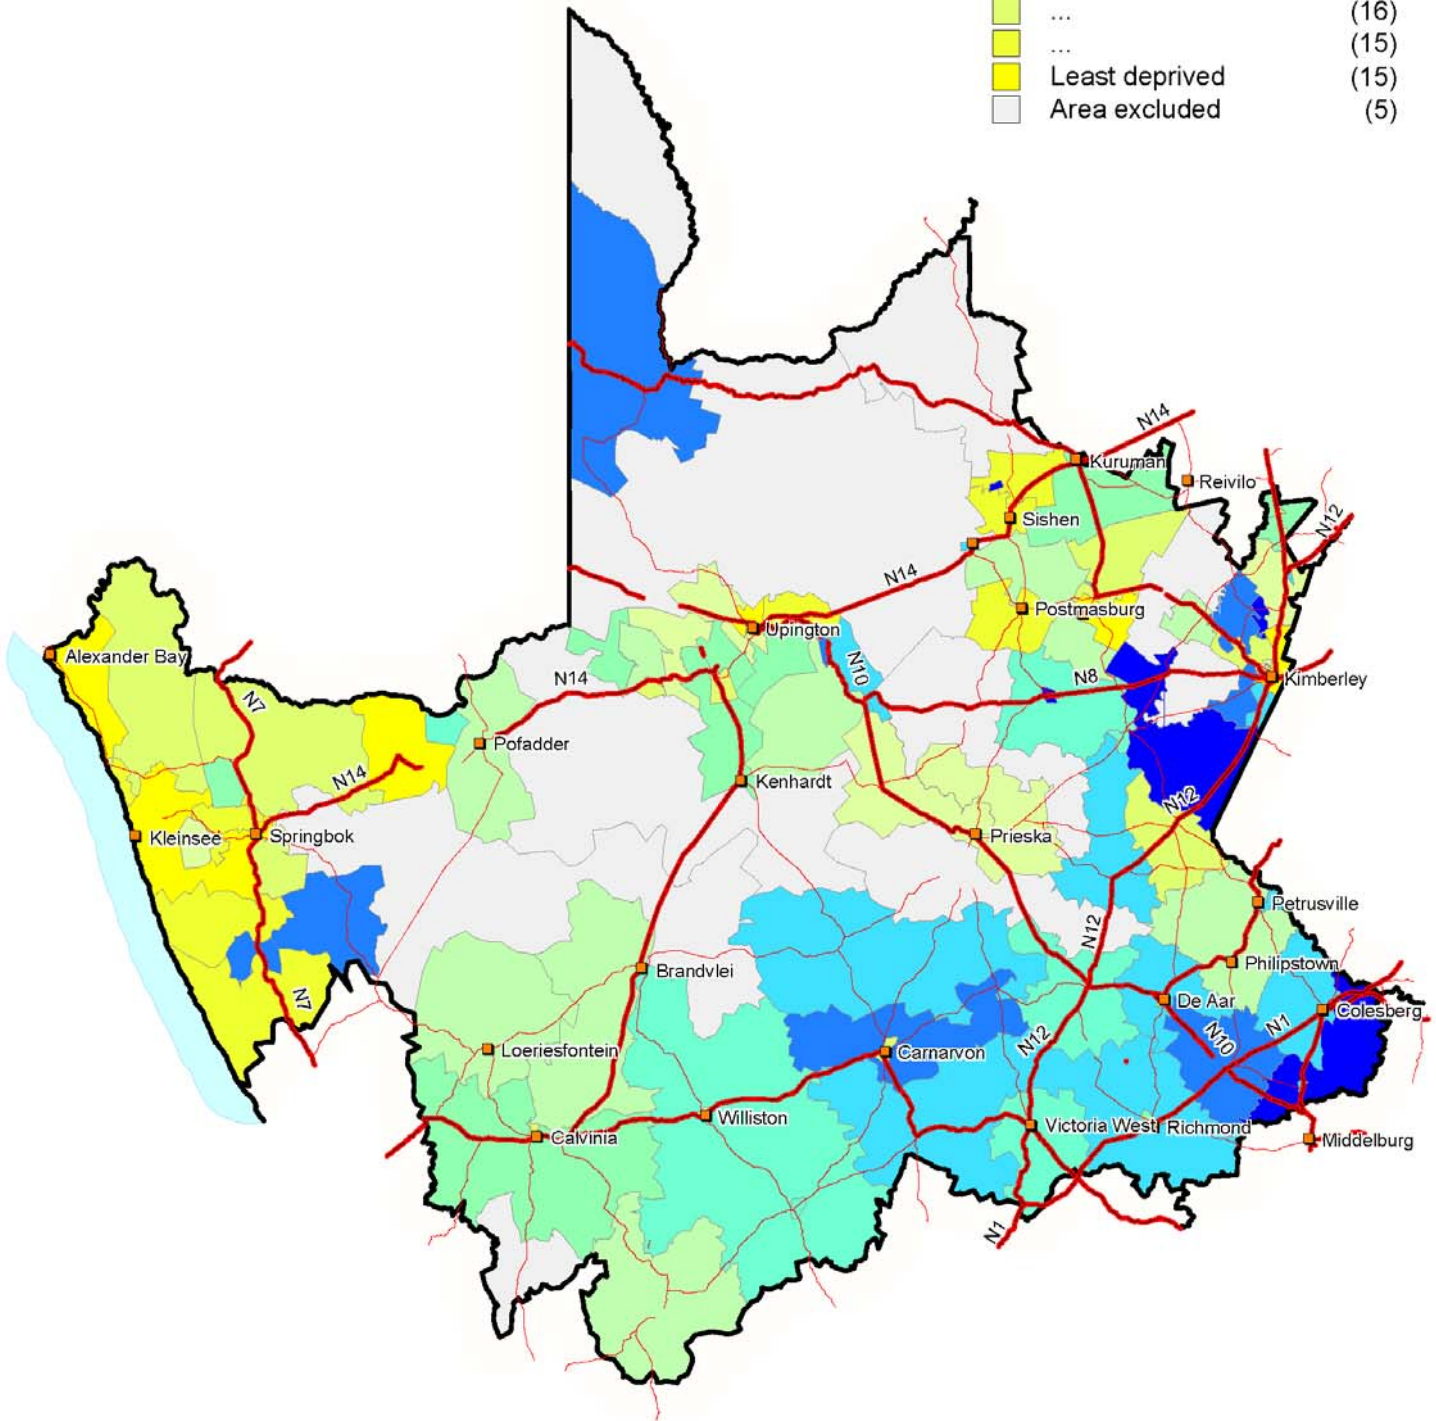 ... (16)
... (15)
Least deprived (15)
Area excluded (5)
N14
Kuruman
Reivilo
Sishen
N12
N14
Postmasburg
Upington
Alexander Bay
N10
N14
N8
Kimberley
N7
Pofadder
N14
Kenhardt
N12
Kleinsee
Springbok
Prieska
Petrusville
N12
Philipstown
Brandvlei
N7
De Aar
Colesberg
N1
N10
Loeriesfontein
Carnarvon
N12
Williston
Victoria West
Richmond
Calvinia
Middelburg
N1